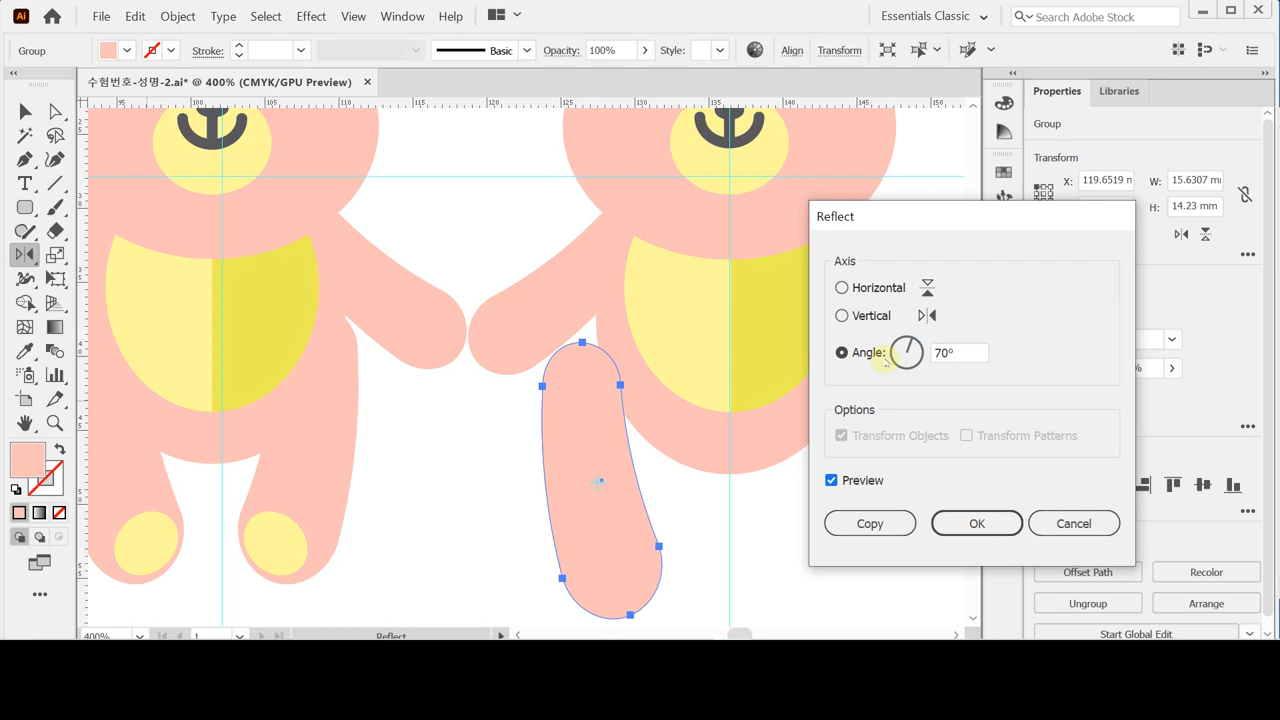 Ai File Edit Object Type Select Effect View Window Help Essentials Classic Search Adobe Stock
Group Stroke: Basic Opacity: 100% Style: Align Transform
수험번호-성명-2.ai* @ 400% (CMYK/GPU Preview)
95 100 105 110 115 120 125 130 135 140 145 150
Properties Libraries
Group
Transform
X: 119.6519 W: 15.6307
H: 14.23 mm
Reflect
Axis
Horizontal
Vertical
Angle: 70º
Options
Transform Objects Transform Patterns
Preview
Copy OK Cancel
Offset Path Recolor
Ungroup Arrange
Start Global Edit
400% 1 Reflect